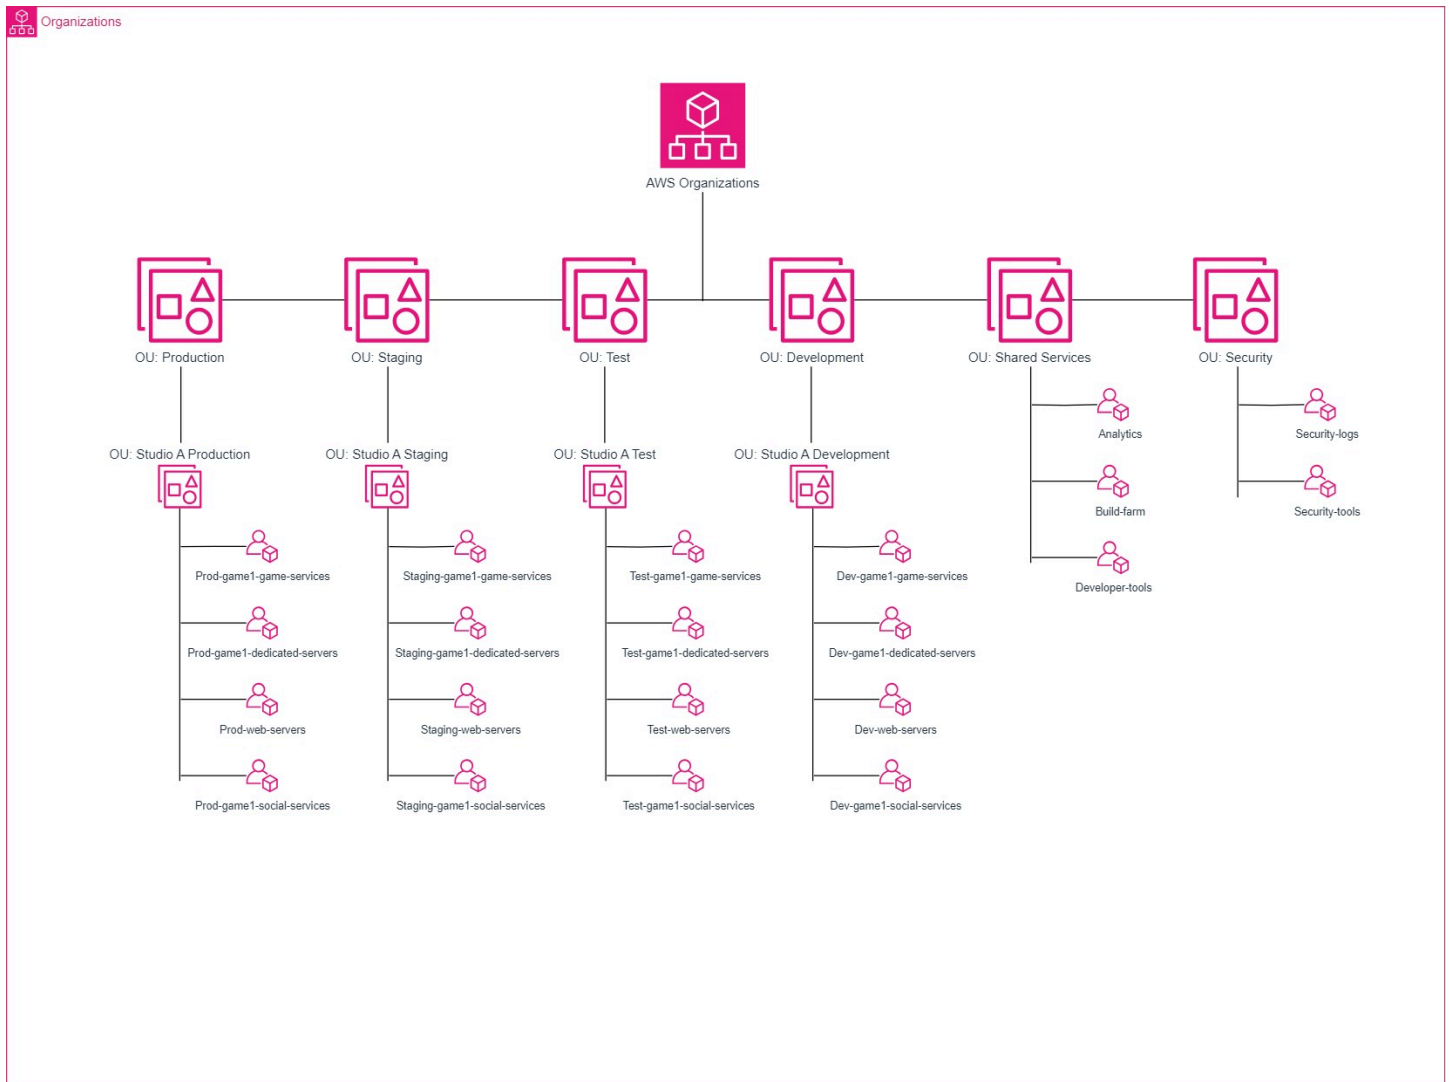 Organizations
AWS Organizations
OU: Production
OU: Staging
OU: Test
OU: Development
OU: Shared Services
OU: Security
Analytics
Security-logs
OU: Studio A Production
OU: Studio A Staging
OU: Studio A Test
OU: Studio A Development
Build-farm
Security-tools
Prod-game1-game-services
Staging-game1-game-services
Test-game1-game-services
Dev-game1-game-services
Developer-tools
Prod-game1-dedicated-servers
Staging-game1-dedicated-servers
Test-game1-dedicated-servers
Dev-game1-dedicated-servers
Prod-web-servers
Staging-web-servers
Test-web-servers
Dev-web-servers
Prod-game1-social-services
Staging-game1-social-services
Test-game1-social-services
Dev-game1-social-services